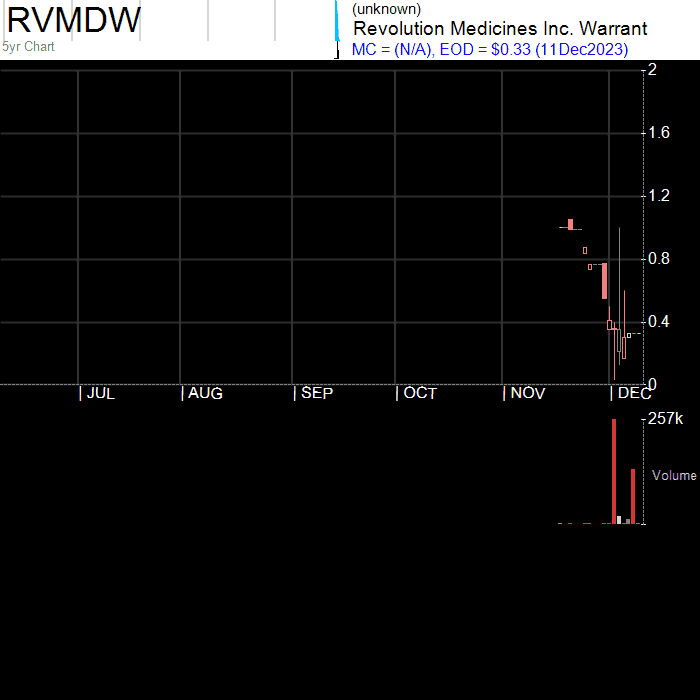 RVMDW
5yr Chart
(unknown)
Revolution Medicines Inc. Warrant
MC = (N/A), EOD = $0.33 (11Dec2023)
2
1.6
1.2
0.8
0.4
0
| JUL | AUG | SEP | OCT | NOV | DEC
257k
Volume